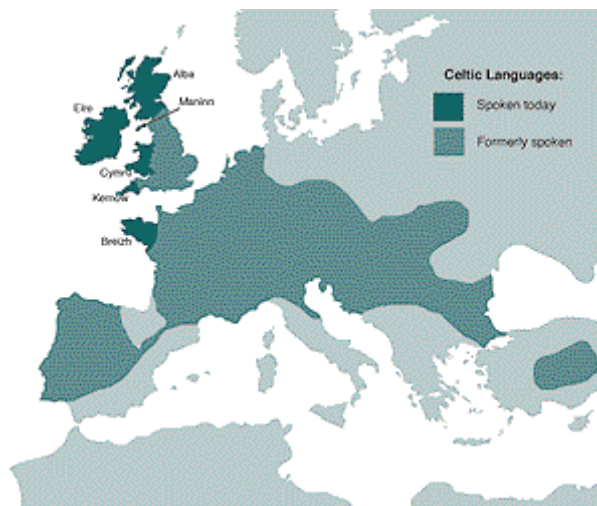 Celtic Languages:
Spoken today
Formerly spoken
Alba
Eire
Maninn
Cymru
Kernow
Breizh